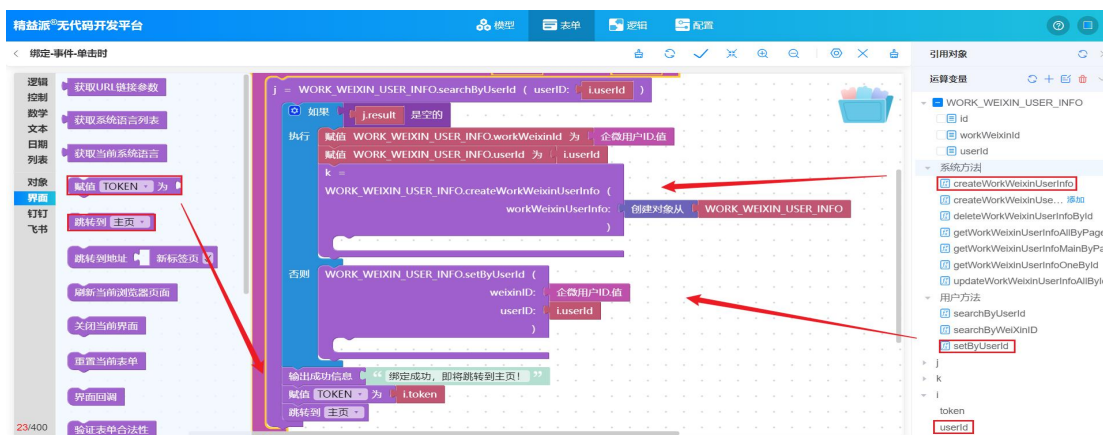 精益派®无代码开发平台
模型
表单
逻辑
配置
绑定-事件-单击时
引用对象
逻辑
控制
数学
文本
日期
列表
对象
界面
钉钉
飞书
23/400
获取URL链接参数
获取系统语言列表
获取当前系统语言
赋值 TOKEN 为
跳转到 主页
跳转到地址 新标签页
刷新当前浏览器页面
关闭当前界面
重置当前表单
界面回调
验证表单合法性
j = WORK_WEIXIN_USER_INFO.searchByUserId ( userID: i.userId )
如果 j.result 是空的
执行 赋值 WORK_WEIXIN_USER_INFO.workWeixinId 为 企微用户ID.值
赋值 WORK_WEIXIN_USER_INFO.userId 为 i.userId
k =
WORK_WEIXIN_USER_INFO.createWorkWeixinUserInfo (
workWeixinUserInfo: 创建对象从 WORK_WEIXIN_USER_INFO
)
否则 WORK_WEIXIN_USER_INFO.setByUserId (
weixinID: 企微用户ID.值
userID: i.userId
)
输出成功信息 “ 绑定成功，即将跳转到主页！ ”
赋值 TOKEN 为 i.token
跳转到 主页
运算变量
WORK_WEIXIN_USER_INFO
id
workWeixinId
userId
系统方法
createWorkWeixinUserInfo
createWorkWeixinUse... 添加
deleteWorkWeixinUserInfoById
getWorkWeixinUserInfoAllByPage
getWorkWeixinUserInfoMainByPa
getWorkWeixinUserInfoOneById
updateWorkWeixinUserInfoAllById
用户方法
searchByUserId
searchByWeiXinID
setByUserId
j
k
i
token
userId